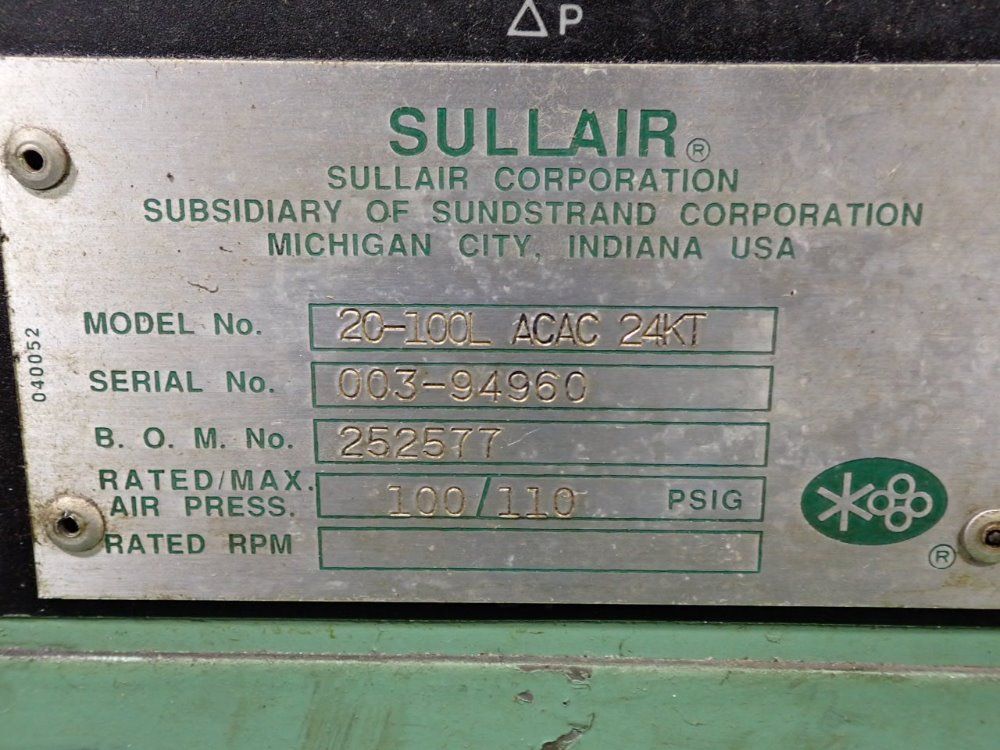 ΔP
SULLAIR®
SULLAIR CORPORATION
SUBSIDIARY OF SUNDSTRAND CORPORATION
MICHIGAN CITY, INDIANA USA
040052
MODEL No. 20-100L ACAC 24KT
SERIAL No. 003-94960
B. O. M. No. 252577
RATED/MAX.
AIR PRESS. 100/110 PSIG
RATED RPM
®